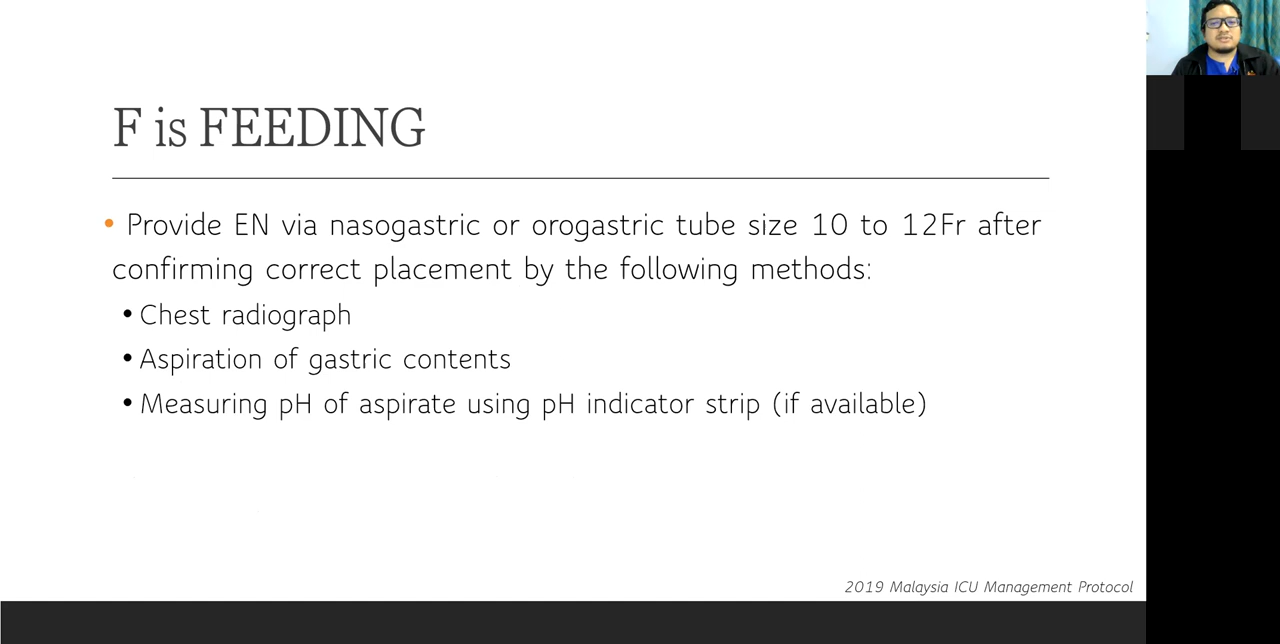 F is FEEDING
• Provide EN via nasogastric or orogastric tube size 10 to 12Fr after
confirming correct placement by the following methods:
• Chest radiograph
• Aspiration of gastric contents
• Measuring pH of aspirate using pH indicator strip (if available)
2019 Malaysia ICU Management Protocol